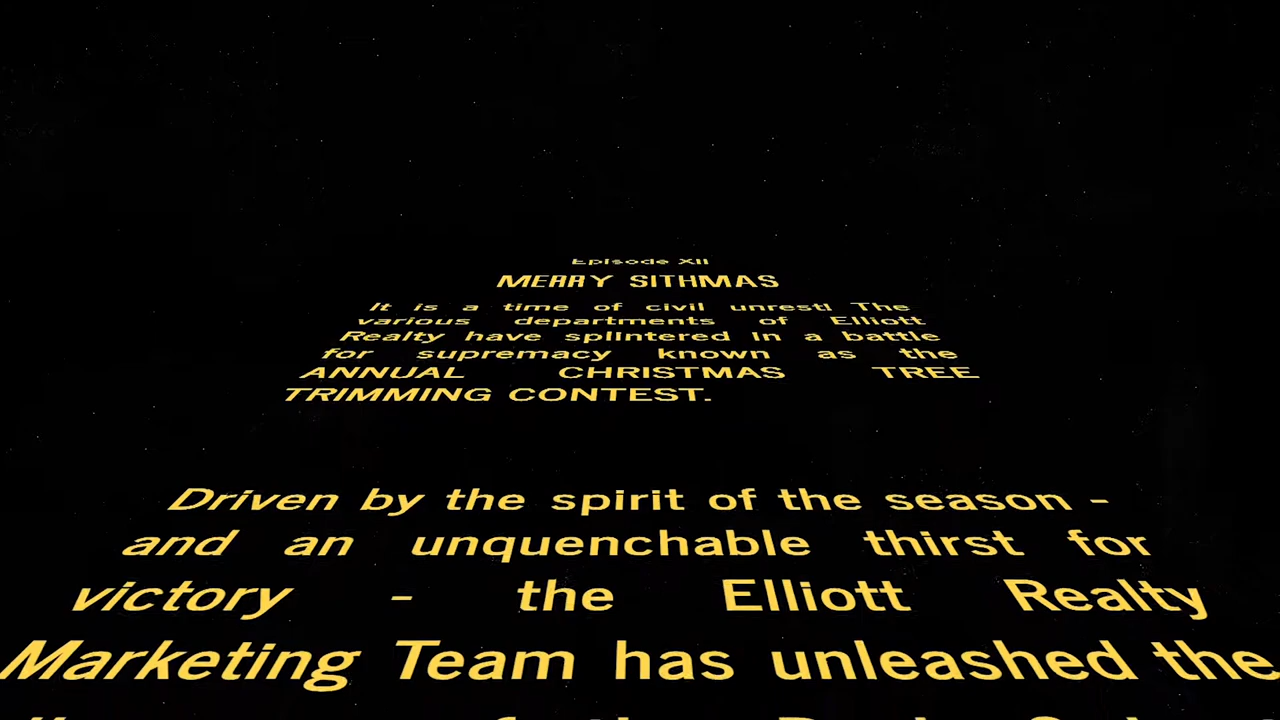 Episode XII
MERRY SITHMAS
It is a time of civil unrest! The
various departments of Elliott
Realty have splintered in a battle
for supremacy known as the
ANNUAL CHRISTMAS TREE
TRIMMING CONTEST.
Driven by the spirit of the season -
and an unquenchable thirst for
victory - the Elliott Realty
Marketing Team has unleashed the